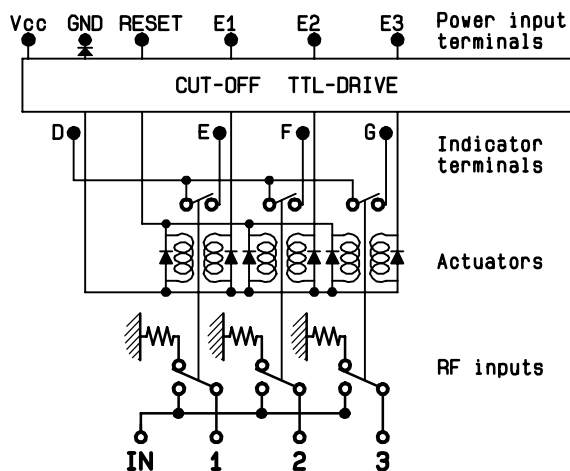 Vcc GND RESET E1 E2 E3
Power input
terminals
CUT-OFF TTL-DRIVE
D E F G
Indicator
terminals
Actuators
RF inputs
IN 1 2 3